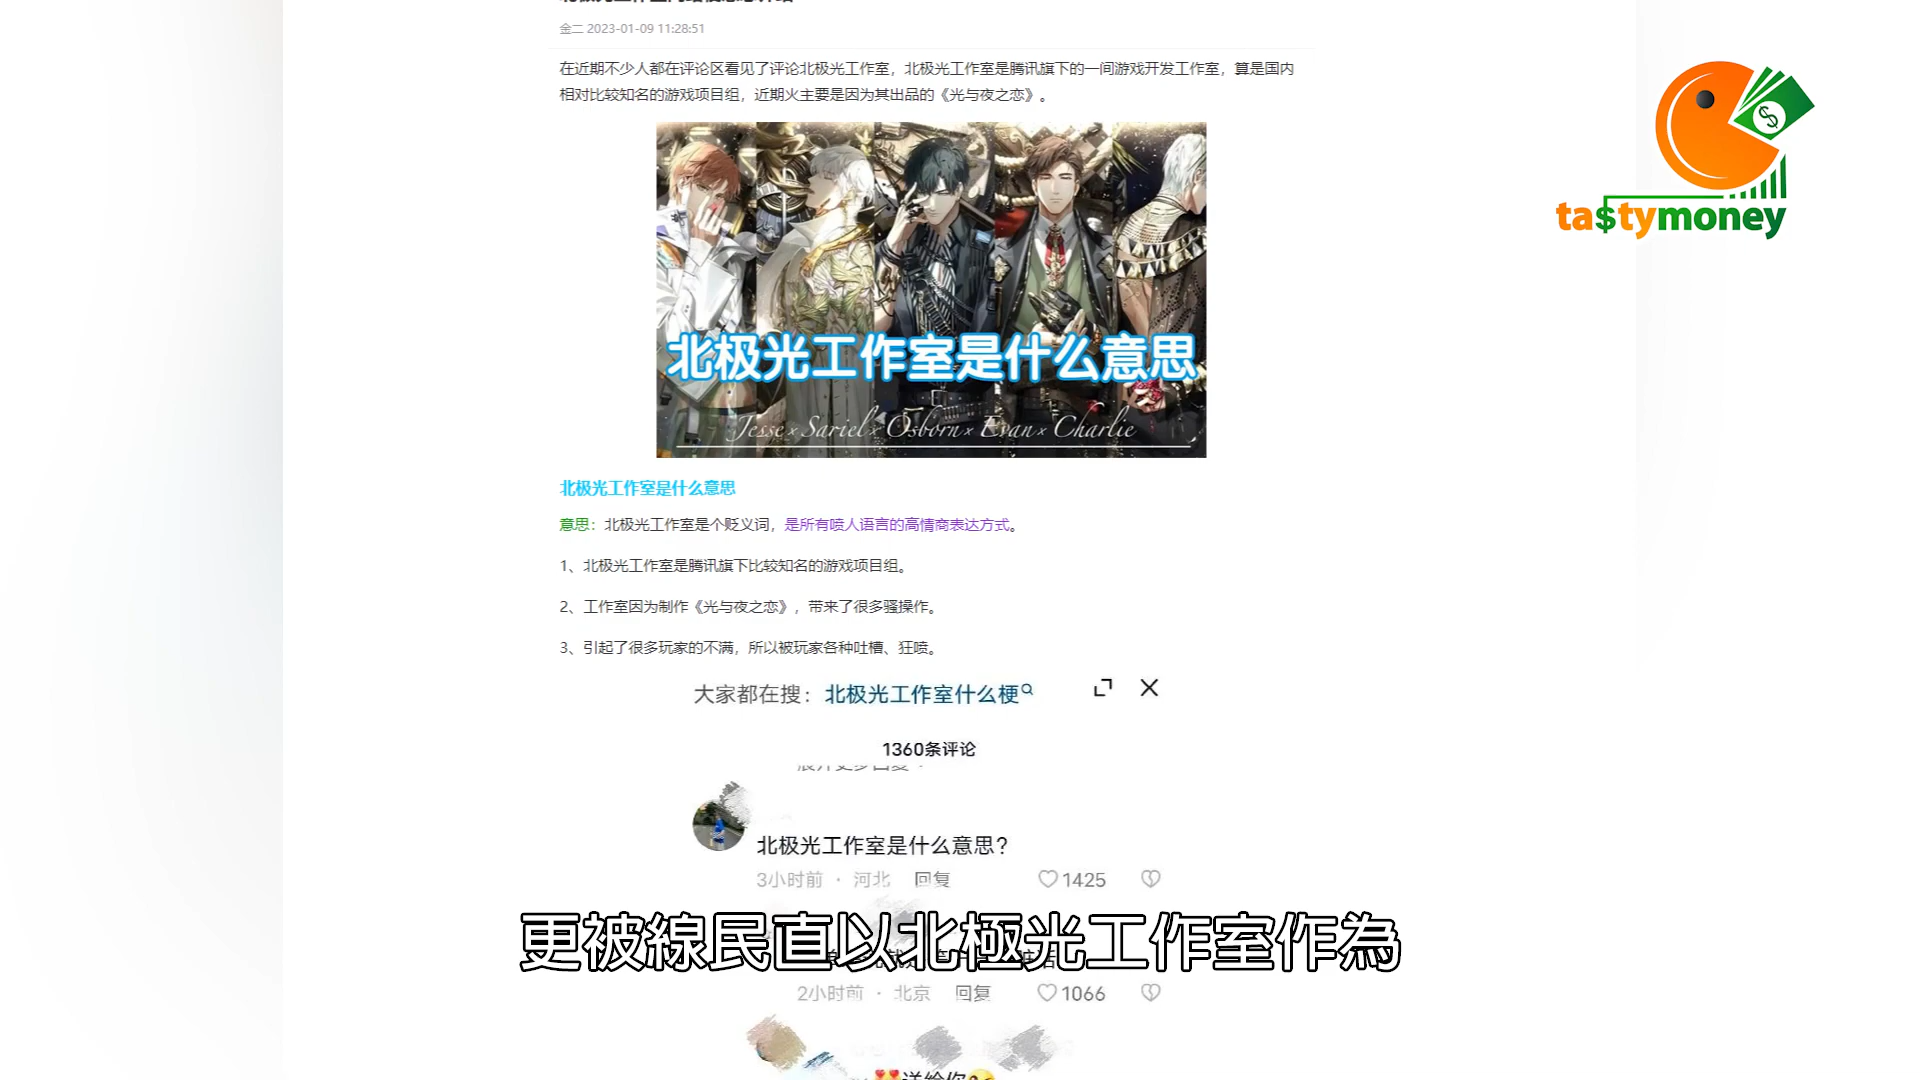 金二 2023-01-09 11:28:51
在近期不少人都在评论区看见了评论北极光工作室，北极光工作室是腾讯旗下的一间游戏开发工作室，算是国内
相对比较知名的游戏项目组，近期火主要是因为其出品的《光与夜之恋》。
ta$tymoney
北极光工作室是什么意思
Jesse × Sariel × Osborn × Evan × Charlie
北极光工作室是什么意思
意思：北极光工作室是个贬义词，是所有喷人语言的高情商表达方式。
1、北极光工作室是腾讯旗下比较知名的游戏项目组。
2、工作室因为制作《光与夜之恋》，带来了很多骚操作。
3、引起了很多玩家的不满，所以被玩家各种吐槽、狂喷。
大家都在搜：北极光工作室什么梗
1360条评论
北极光工作室是什么意思？
3小时前 · 河北 回复 1425
更被線民直以北極光工作室作為
2小时前 · 北京 回复 1066
送给你